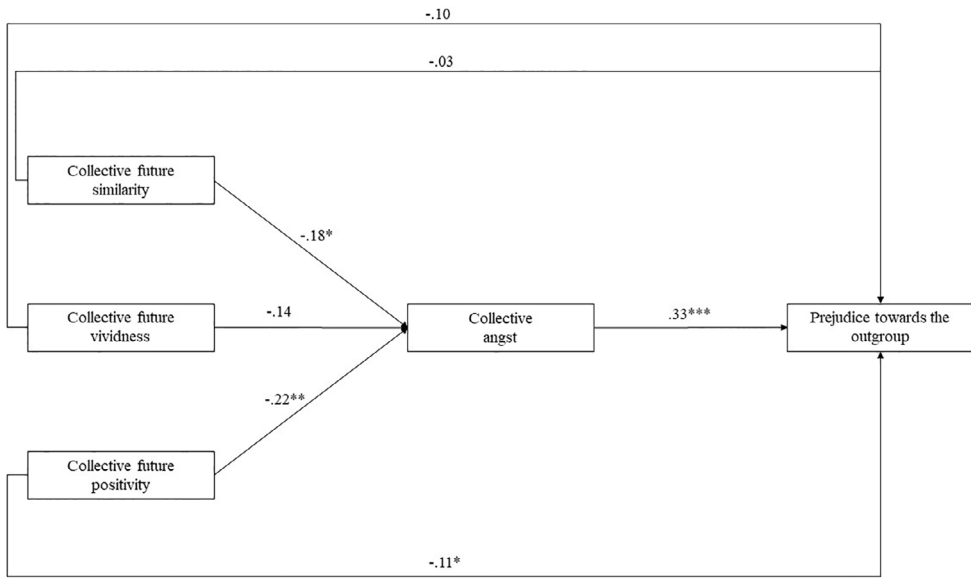 -.10
-.03
Collective future
similarity
-.18*
Collective future
vividness
-.14
Collective
angst
.33***
Prejudice towards the
outgroup
-.22**
Collective future
positivity
-.11*